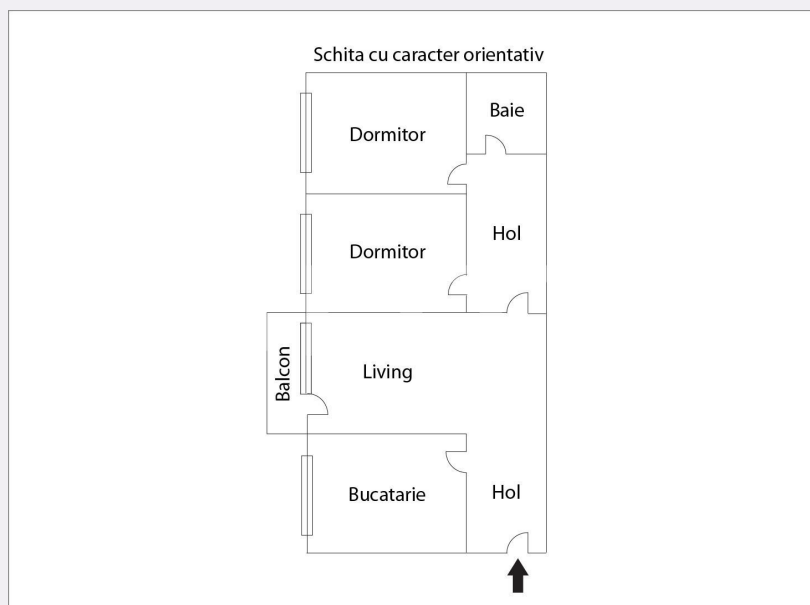 Schita cu caracter orientativ
Baie
Dormitor
Hol
Dormitor
Balcon
Living
Bucatarie
Hol